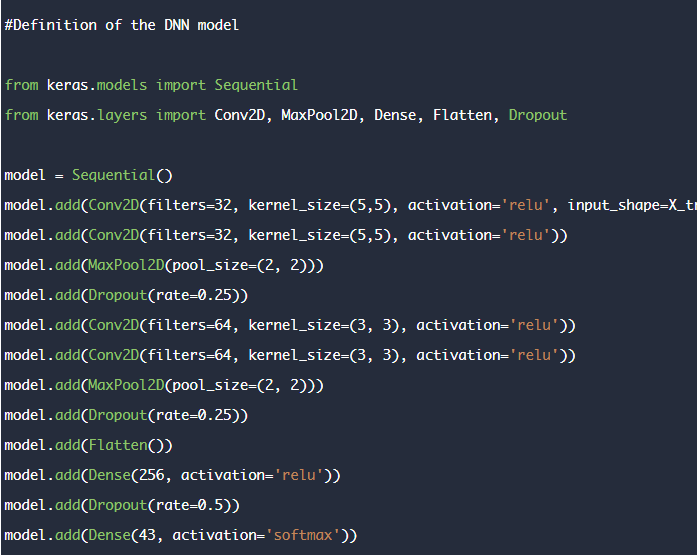 #Definition of the DNN model
from keras.models import Sequential
from keras.layers import Conv2D, MaxPool2D, Dense, Flatten, Dropout
model = Sequential()
model.add(Conv2D(filters=32, kernel_size=(5,5), activation='relu', input_shape=X_tr
model.add(Conv2D(filters=32, kernel_size=(5,5), activation='relu'))
model.add(MaxPool2D(pool_size=(2, 2)))
model.add(Dropout(rate=0.25))
model.add(Conv2D(filters=64, kernel_size=(3, 3), activation='relu'))
model.add(Conv2D(filters=64, kernel_size=(3, 3), activation='relu'))
model.add(MaxPool2D(pool_size=(2, 2)))
model.add(Dropout(rate=0.25))
model.add(Flatten())
model.add(Dense(256, activation='relu'))
model.add(Dropout(rate=0.5))
model.add(Dense(43, activation='softmax'))